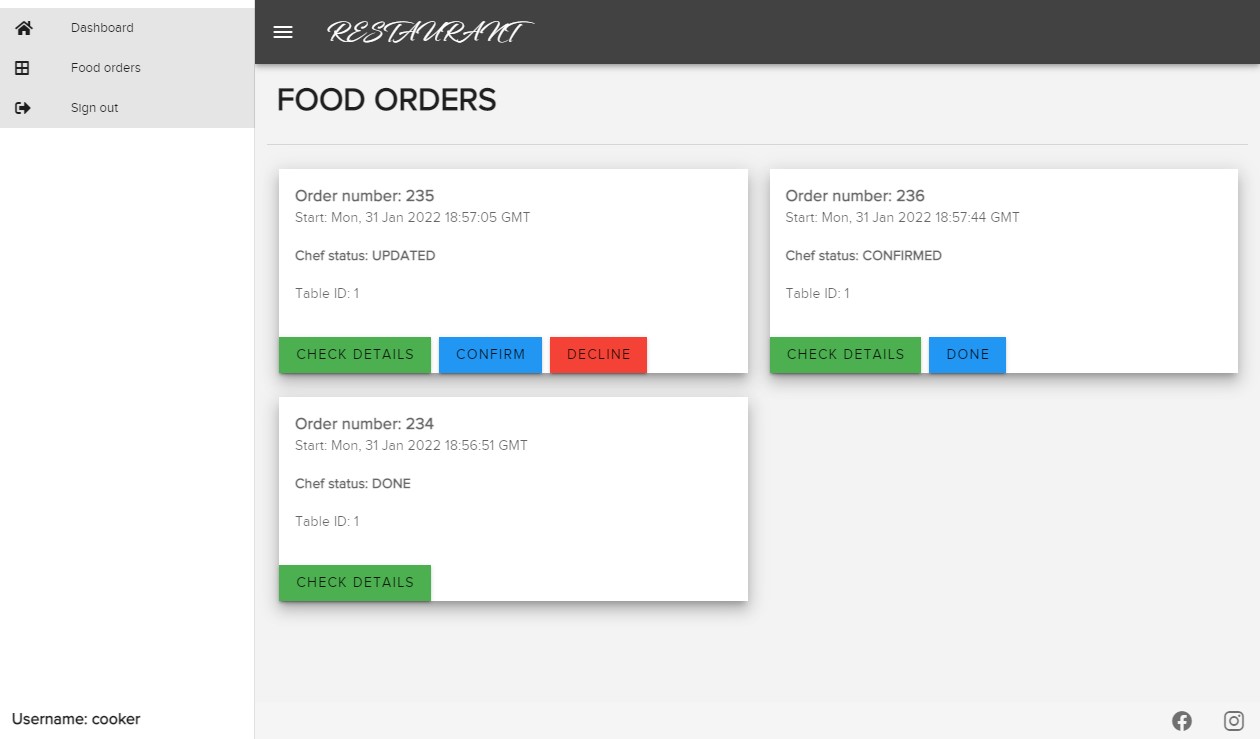 Dashboard
Food orders
Sign out
RESTAURANT
FOOD ORDERS
Order number: 235
Start: Mon, 31 Jan 2022 18:57:05 GMT
Chef status: UPDATED
Table ID: 1
CHECK DETAILS
CONFIRM
DECLINE
Order number: 236
Start: Mon, 31 Jan 2022 18:57:44 GMT
Chef status: CONFIRMED
Table ID: 1
CHECK DETAILS
DONE
Order number: 234
Start: Mon, 31 Jan 2022 18:56:51 GMT
Chef status: DONE
Table ID: 1
CHECK DETAILS
Username: cooker